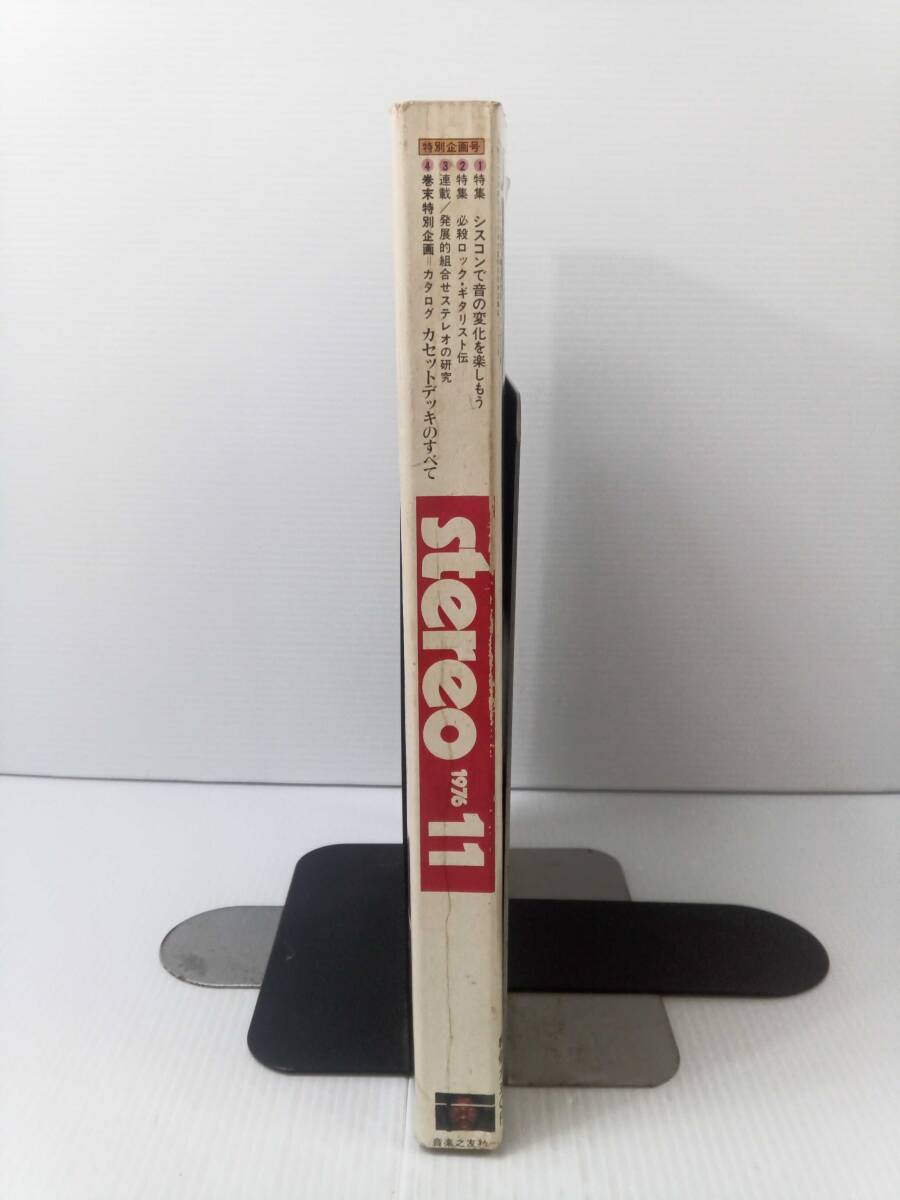 特別企画号
①特集 シスコンで音の変化を楽しもう
②特集 必殺ロック・ギタリスト伝
③連載/発展的組合せステレオの研究
④巻末特別企画=カタログ カセットデッキのすべて
stereo
1976
11
音楽之友社